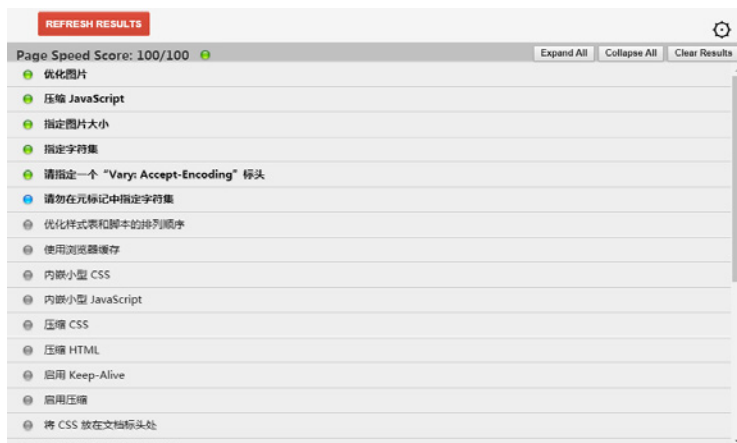 REFRESH RESULTS
Page Speed Score: 100/100
Expand All Collapse All Clear Results
优化图片
压缩 JavaScript
指定图片大小
指定字符集
请指定一个“Vary: Accept-Encoding”标头
请勿在元标记中指定字符集
优化样式表和脚本的排列顺序
使用浏览器缓存
内嵌小型 CSS
内嵌小型 JavaScript
压缩 CSS
压缩 HTML
启用 Keep-Alive
启用压缩
将 CSS 放在文档标头处